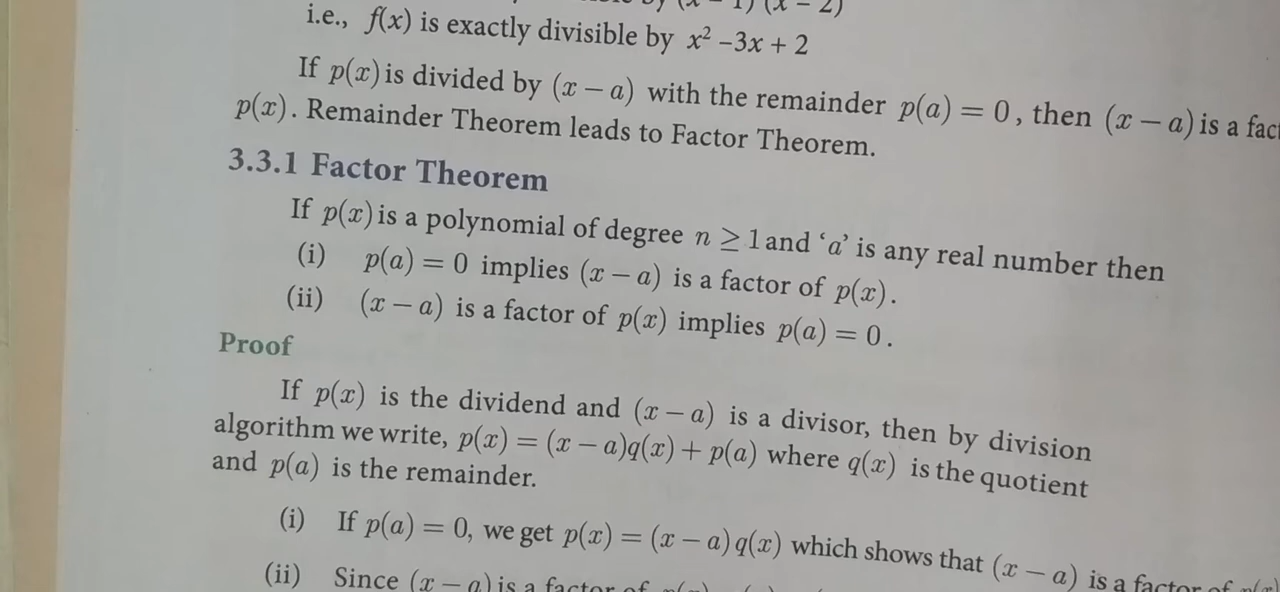 (x – 1) (x – 2)
i.e., f(x) is exactly divisible by x² –3x + 2
If p(x) is divided by (x – a) with the remainder p(a) = 0, then (x – a) is a
p(x). Remainder Theorem leads to Factor Theorem.
3.3.1 Factor Theorem
If p(x) is a polynomial of degree n ≥ 1 and ‘a’ is any real number then
(i) p(a) = 0 implies (x – a) is a factor of p(x).
(ii) (x – a) is a factor of p(x) implies p(a) = 0.
Proof
If p(x) is the dividend and (x – a) is a divisor, then by division
algorithm we write, p(x) = (x – a)q(x) + p(a) where q(x) is the quotient
and p(a) is the remainder.
(i) If p(a) = 0, we get p(x) = (x – a) q(x) which shows that (x – a) is a factor of p(x)
(ii) Since (x – a) is a factor of